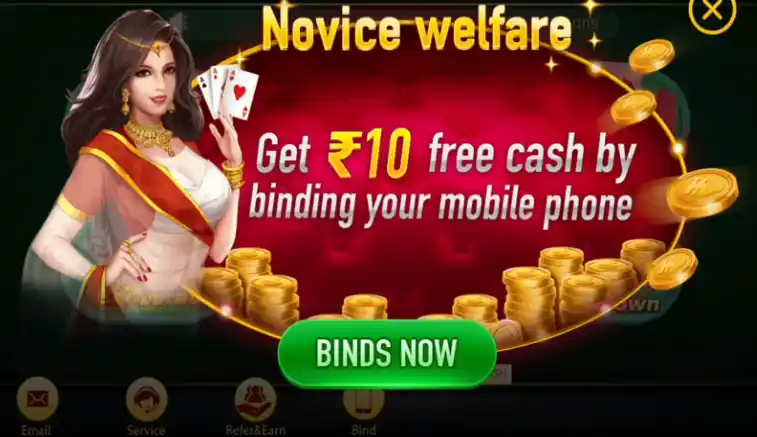 Novice welfare
Get ₹10 free cash by
binding your mobile phone
BINDS NOW
Email
Service
Refer&Earn
Bind